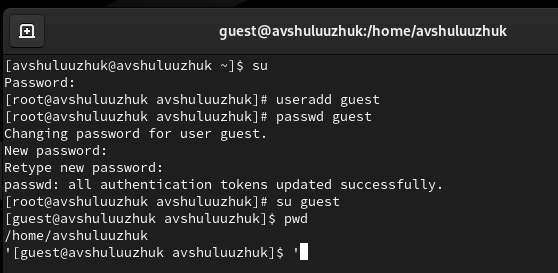 guest@avshuluuzhuk:/home/avshuluuzhuk
[avshuluuzhuk@avshuluuzhuk ~]$ su
Password:
[root@avshuluuzhuk avshuluuzhuk]# useradd guest
[root@avshuluuzhuk avshuluuzhuk]# passwd guest
Changing password for user guest.
New password:
Retype new password:
passwd: all authentication tokens updated successfully.
[root@avshuluuzhuk avshuluuzhuk]# su guest
[guest@avshuluuzhuk avshuluuzhuk]$ pwd
/home/avshuluuzhuk
'[guest@avshuluuzhuk avshuluuzhuk]$ '